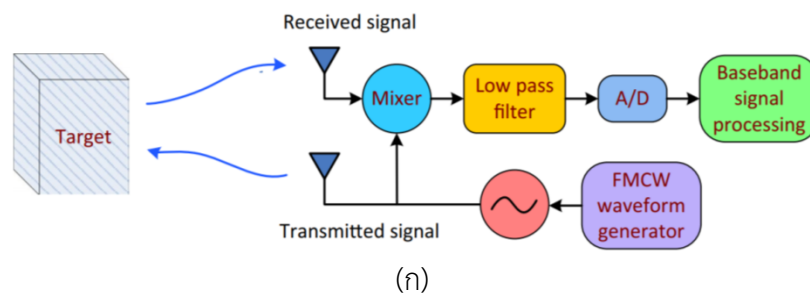 Received signal
Target
Mixer
Low pass
filter
A/D
Baseband
signal
processing
Transmitted signal
FMCW
waveform
generator
(ก)